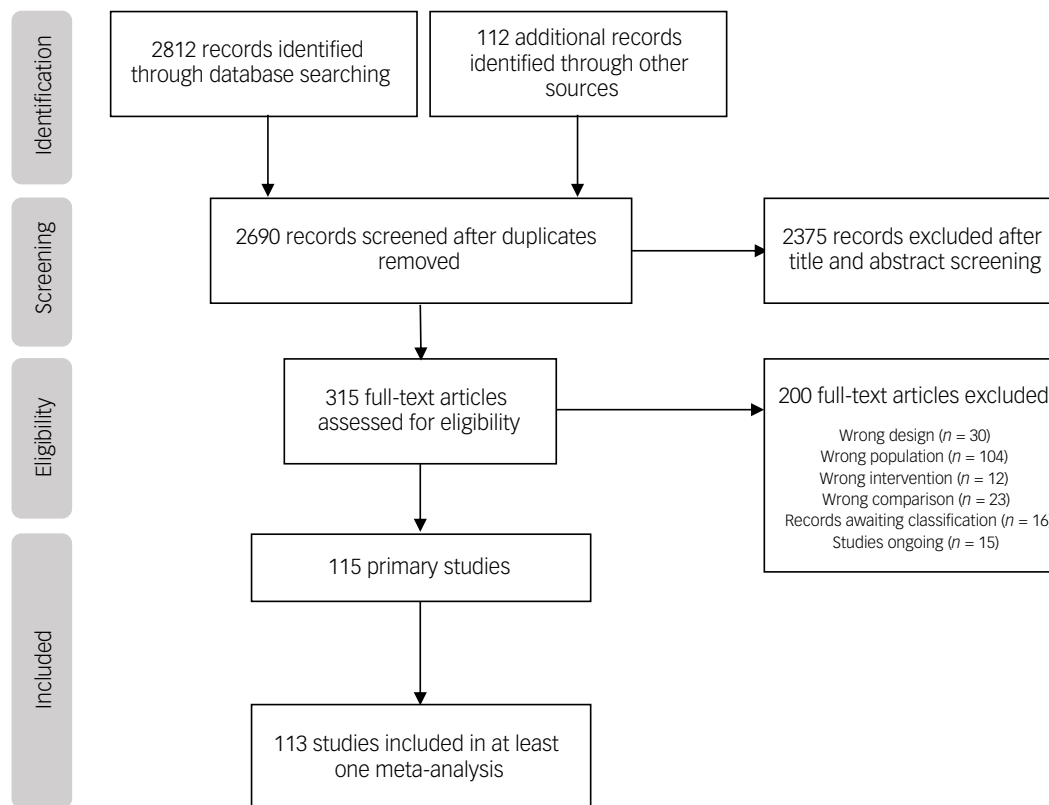 Identification
2812 records identified
through database searching
112 additional records
identified through other
sources
Screening
2690 records screened after duplicates
removed
2375 records excluded after
title and abstract screening
Eligibility
315 full-text articles
assessed for eligibility
200 full-text articles excluded
Wrong design (n = 30)
Wrong population (n = 104)
Wrong intervention (n = 12)
Wrong comparison (n = 23)
Records awaiting classification (n = 16)
Studies ongoing (n = 15)
Included
115 primary studies
113 studies included in at least
one meta-analysis